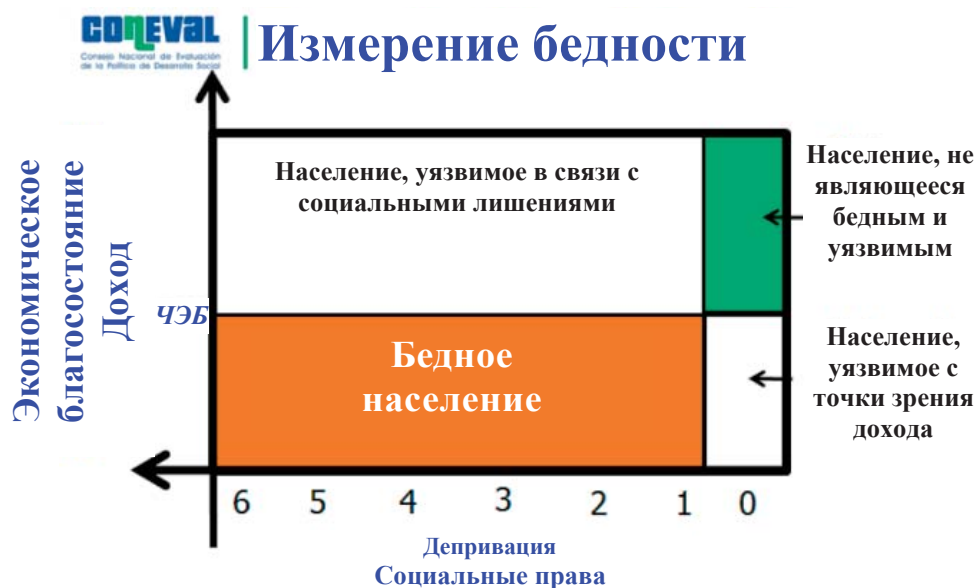 CONEVAL
Consejo Nacional de Evaluación
de la Política de Desarrollo Social
Измерение бедности
Экономическое
благосостояние
Доход
ЧЭБ
Население, уязвимое в связи с
социальными лишениями
Население, не
являющееся
бедным и
уязвимым
Бедное
население
Население,
уязвимое с
точки зрения
дохода
6 5 4 3 2 1 0
Депривация
Социальные права